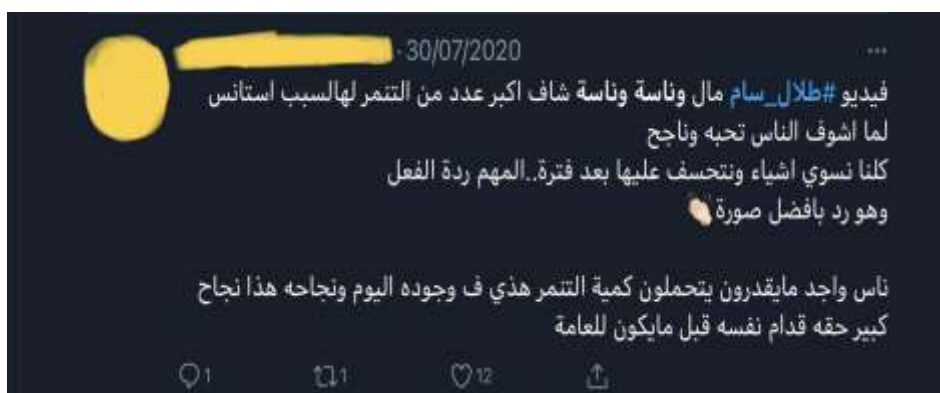 30/07/2020
فيديو #طلال_سام مال وناسة وناسة شاف اكبر عدد من التنمر لهالسبب استانس
لما اشوف الناس تحبه وناجح
كلنا نسوي اشياء ونتحسف عليها بعد فترة..المهم ردة الفعل
وهو رد بافضل صورة👏🏻
ناس واجد مايقدرون يتحملون كمية التنمر هذي ف وجوده اليوم ونجاحه هذا نجاح
كبير حقه قدام نفسه قبل مايكون للعامة
1 1 12